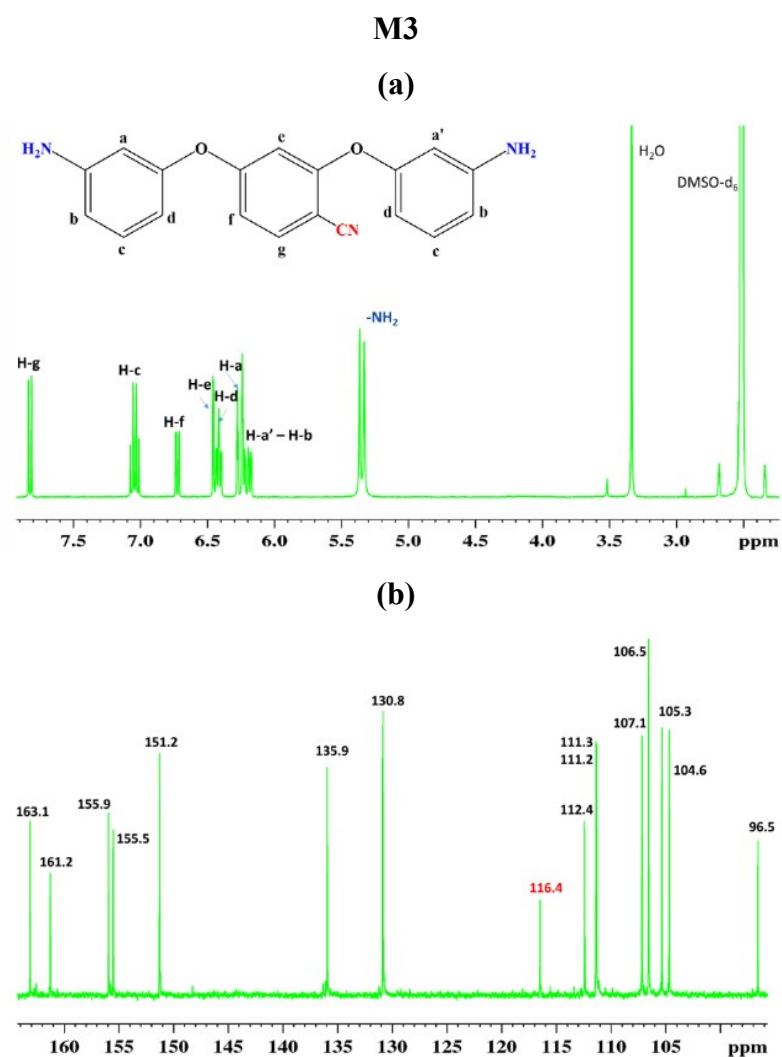 M3
(a)
H₂N a O e O a' NH₂
b d f d b
c g CN c
H₂O
DMSO-d₆
-NH₂
H-g H-c H-f H-e H-a H-d H-a' – H-b
7.5 7.0 6.5 6.0 5.5 5.0 4.5 4.0 3.5 3.0 ppm
(b)
163.1
161.2
155.9
155.5
151.2
135.9
130.8
116.4
112.4
111.3
111.2
107.1
106.5
105.3
104.6
96.5
160 155 150 145 140 135 130 125 120 115 110 105 ppm